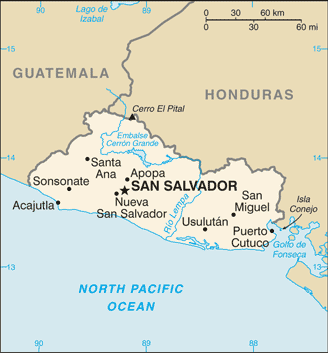 90
89
88
Lago de
Izabal
0 30 60 km
0 30 60 mi
15
15
GUATEMALA
HONDURAS
Cerro El Pital
Embalse
Cerrón Grande
14
14
Santa
Ana
Apopa
SAN SALVADOR
Sonsonate
Nueva
San Salvador
Acajutla
Río Lempa
San
Miguel
Usulután
Puerto
Cutuco
Isla
Conejo
Golfo de
Fonseca
13
13
NORTH PACIFIC
OCEAN
90
89
88